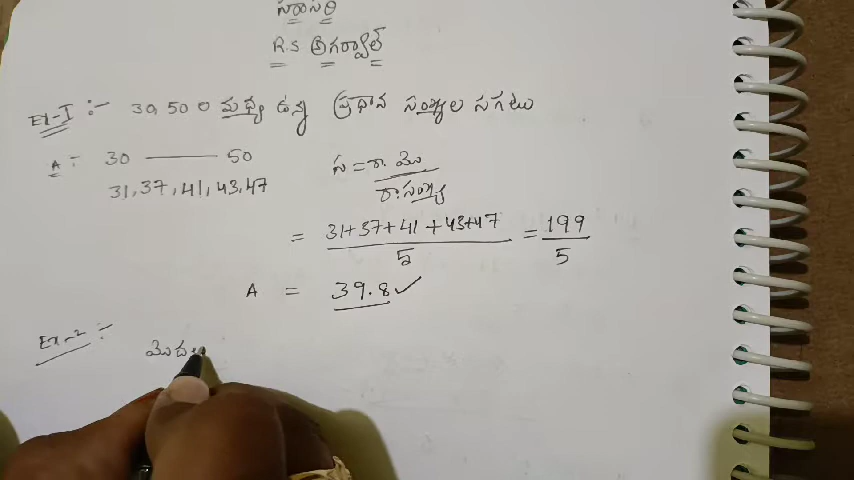 సరాసరి
R.S అగర్వాల్
Ex-I :- 30, 50 ల మధ్య ఉన్న ప్రధాన సంఖ్యల సగటు
A : 30 —— 50
31, 37, 41, 43, 47
స = రా. మొ / రా. సంఖ్య
= 31+37+41+43+47 / 5 = 199 / 5
A = 39.8 ✓
Ex-2 :- మొదట